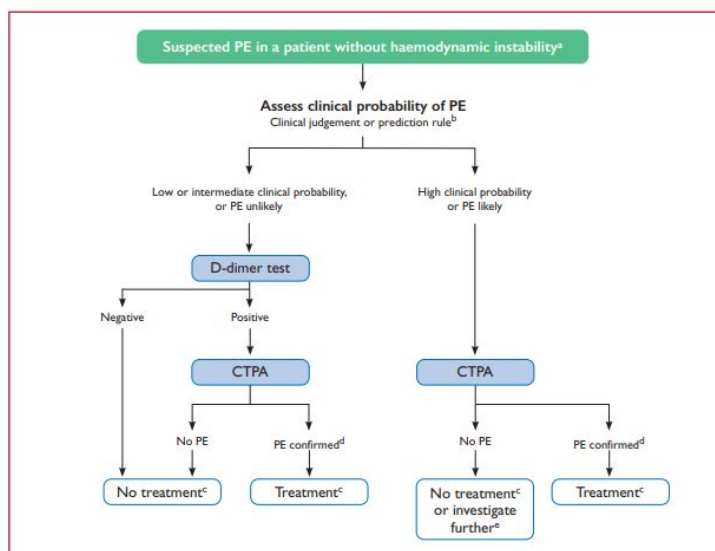 Suspected PE in a patient without haemodynamic instabilityᵃ
Assess clinical probability of PE
Clinical judgement or prediction ruleᵇ
Low or intermediate clinical probability,
or PE unlikely
High clinical probability
or PE likely
D-dimer test
Negative
Positive
CTPA
CTPA
No PE
PE confirmedᵈ
No PE
PE confirmedᵈ
No treatmentᶜ
Treatmentᶜ
No treatmentᶜ
or investigate
furtherᵉ
Treatmentᶜ